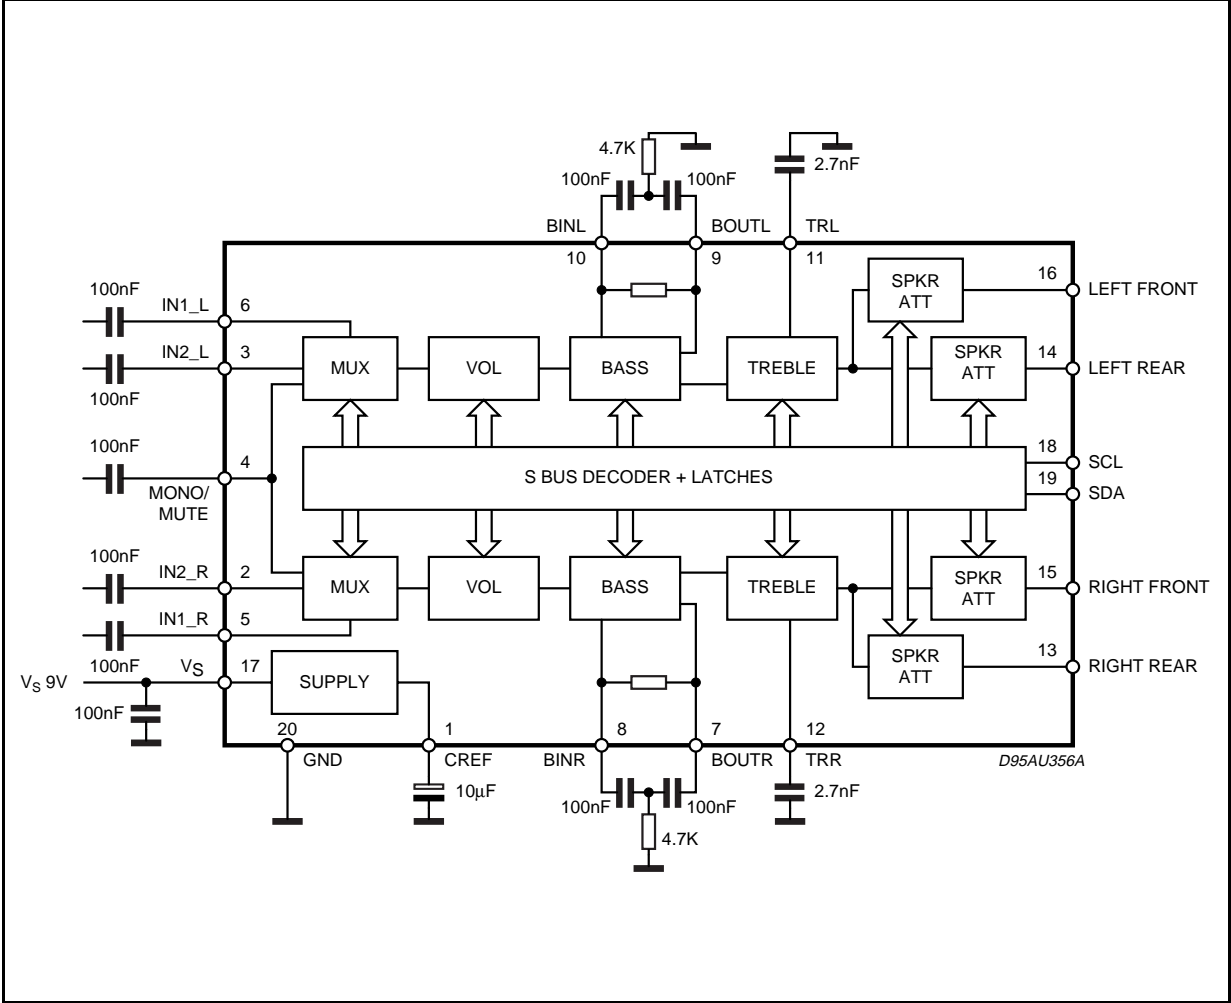 4.7K
2.7nF
100nF
100nF
BINL
BOUTL
TRL
10
9
11
SPKR
ATT
16
LEFT FRONT
100nF
IN1_L
6
IN2_L
3
100nF
MUX
VOL
BASS
TREBLE
SPKR
ATT
14
LEFT REAR
100nF
4
MONO/
MUTE
S BUS DECODER + LATCHES
18
SCL
19
SDA
100nF
IN2_R
2
IN1_R
5
100nF
MUX
VOL
BASS
TREBLE
SPKR
ATT
15
RIGHT FRONT
SPKR
ATT
13
RIGHT REAR
VS 9V
VS
17
SUPPLY
100nF
20
GND
1
CREF
10µF
8
BINR
7
BOUTR
12
TRR
D95AU356A
100nF
100nF
2.7nF
4.7K